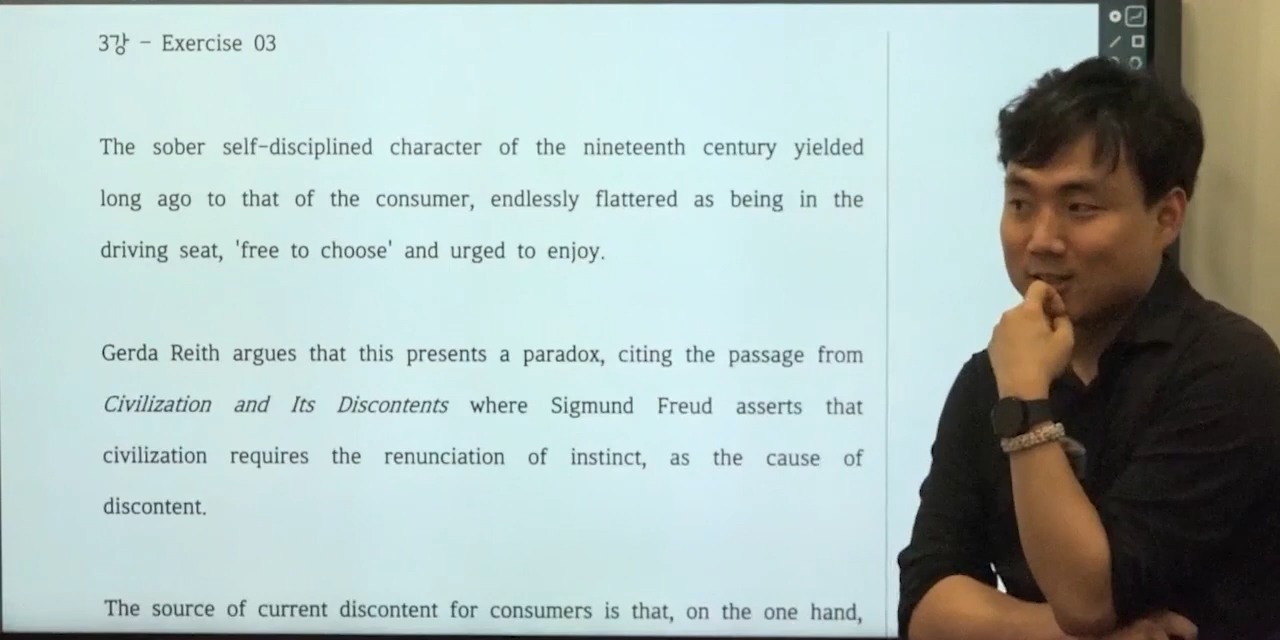 3강 - Exercise 03
The sober self-disciplined character of the nineteenth century yielded
long ago to that of the consumer, endlessly flattered as being in the
driving seat, 'free to choose' and urged to enjoy.
Gerda Reith argues that this presents a paradox, citing the passage from
Civilization and Its Discontents where Sigmund Freud asserts that
civilization requires the renunciation of instinct, as the cause of
discontent.
The source of current discontent for consumers is that, on the one hand,